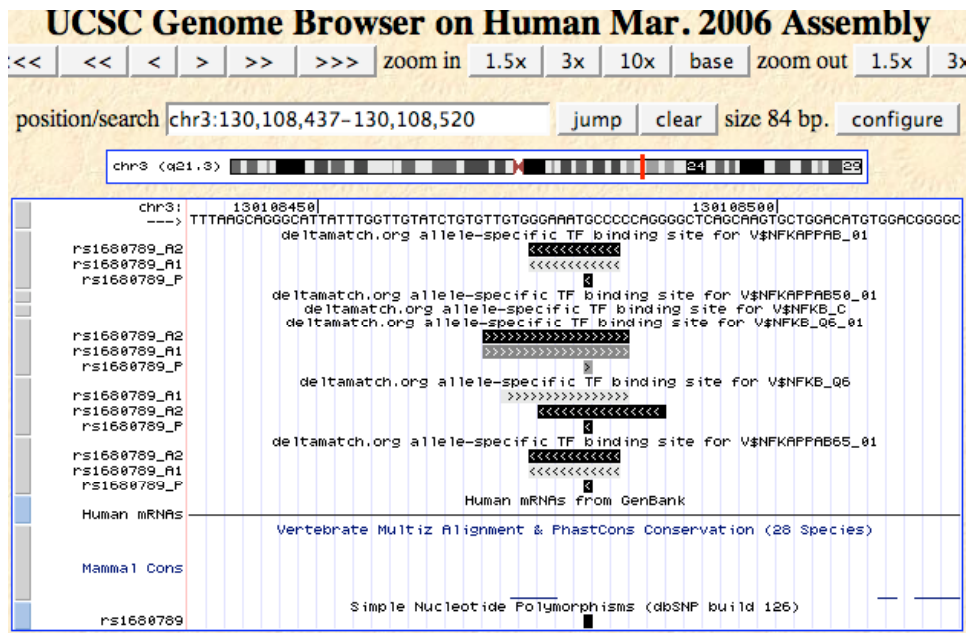 UCSC Genome Browser on Human Mar. 2006 Assembly
<<< << < > >> >>> zoom in 1.5x 3x 10x base zoom out 1.5x 3x
position/search chr3:130,108,437-130,108,520 jump clear size 84 bp. configure
chr3 (q21.3) 24 29
chr3: 130108450| 130108500|
---> TTTAAGCAGGGCATTATTTGGTTGTATCTGTGTTGTGGGAAATGCCCCCAGGGGCTCAGCAAGTGCTGGACATGTGGACGGGGC
deltamatch.org allele-specific TF binding site for V$NFKAPPAB_01
rs1680789_A2
rs1680789_A1
rs1680789_P
deltamatch.org allele-specific TF binding site for V$NFKAPPAB50_01
deltamatch.org allele-specific TF binding site for V$NFKB_C
deltamatch.org allele-specific TF binding site for V$NFKB_Q6_01
rs1680789_A2
rs1680789_A1
rs1680789_P
deltamatch.org allele-specific TF binding site for V$NFKB_Q6
rs1680789_A1
rs1680789_A2
rs1680789_P
deltamatch.org allele-specific TF binding site for V$NFKAPPAB65_01
rs1680789_A2
rs1680789_A1
rs1680789_P
Human mRNAs from GenBank
Human mRNAs
Vertebrate Multiz Alignment & PhastCons Conservation (28 Species)
Mammal Cons
Simple Nucleotide Polymorphisms (dbSNP build 126)
rs1680789